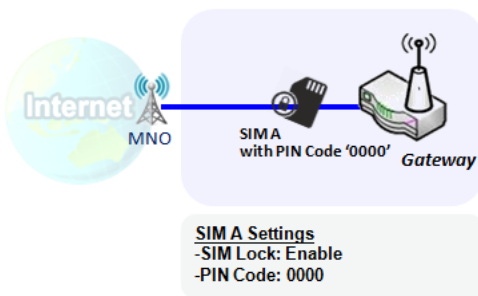 Internet
MNO
SIM A
with PIN Code ‘0000’
Gateway
SIM A Settings
-SIM Lock: Enable
-PIN Code: 0000